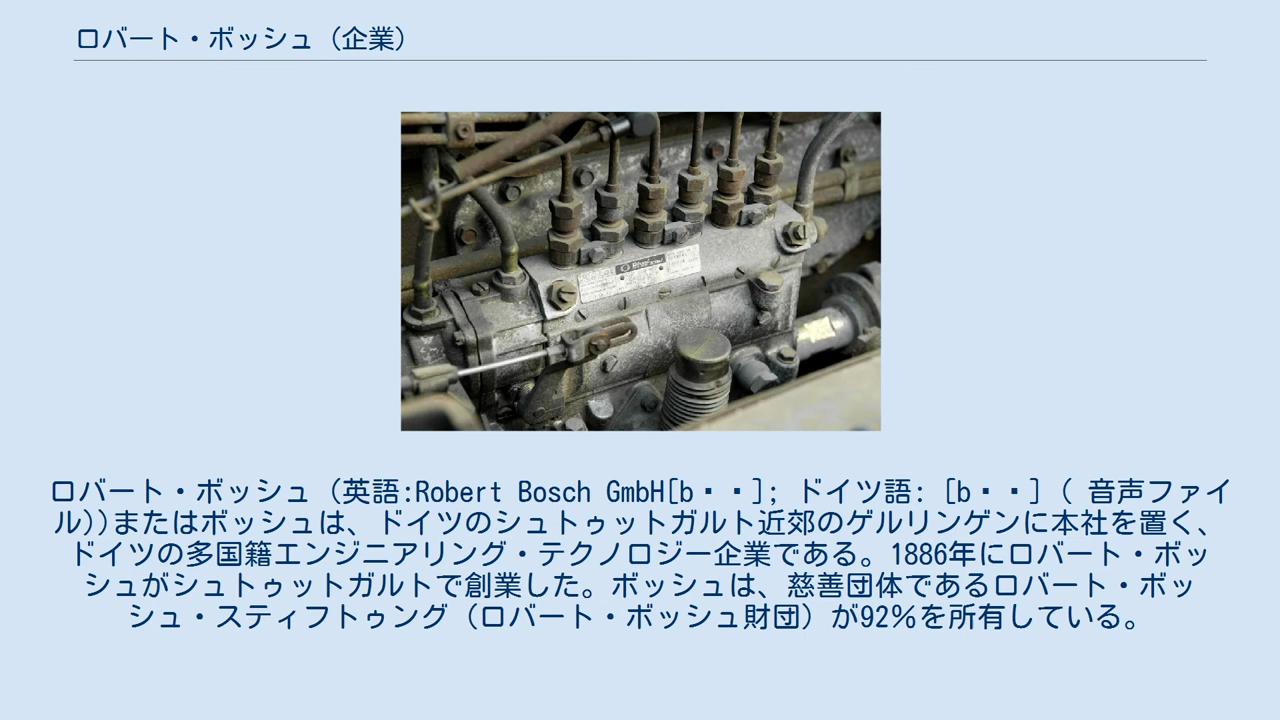 ロバート・ボッシュ（企業）
ロバート・ボッシュ（英語:Robert Bosch GmbH[b▪▪]; ドイツ語: [b▪▪] ( 音声ファイ
ル))またはボッシュは、ドイツのシュトゥットガルト近郊のゲルリンゲンに本社を置く、
ドイツの多国籍エンジニアリング・テクノロジー企業である。1886年にロバート・ボッ
シュがシュトゥットガルトで創業した。ボッシュは、慈善団体であるロバート・ボッ
シュ・スティフトゥング（ロバート・ボッシュ財団）が92%を所有している。